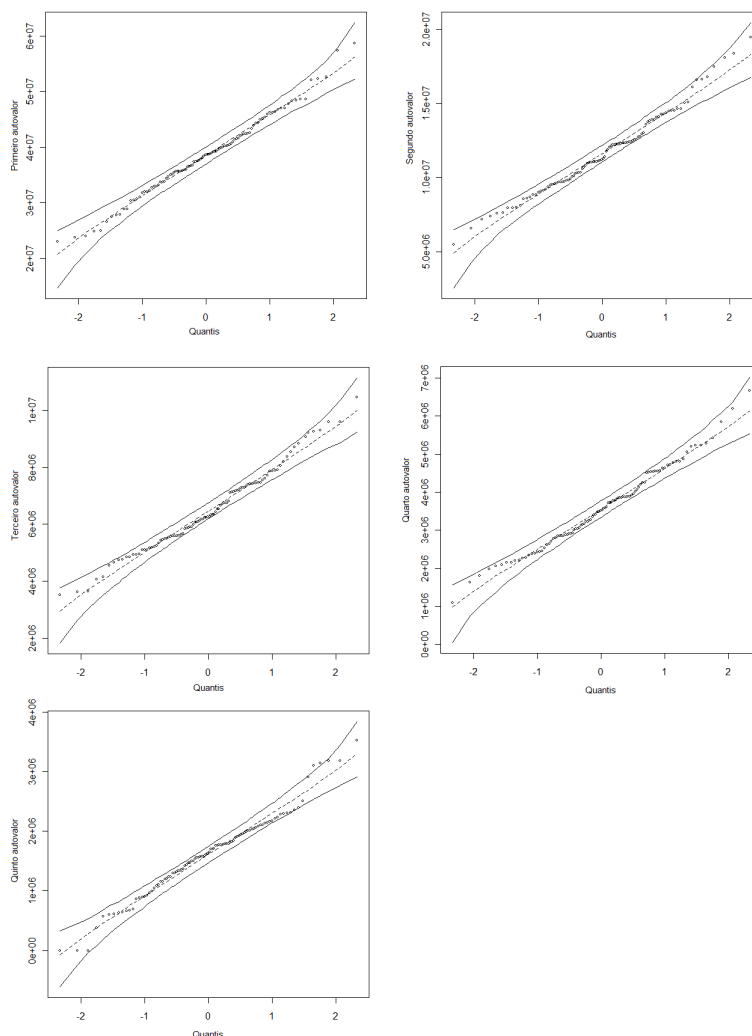 6e+07
5e+07
4e+07
3e+07
2e+07
Primeiro autovalor
-2 -1 0 1 2
Quantis
2.0e+07
1.5e+07
1.0e+07
5.0e+06
Segundo autovalor
-2 -1 0 1 2
Quantis
1e+07
8e+06
6e+06
4e+06
2e+06
Terceiro autovalor
-2 -1 0 1 2
Quantis
7e+06
6e+06
5e+06
4e+06
3e+06
2e+06
1e+06
0e+00
Quarto autovalor
-2 -1 0 1 2
Quantis
4e+06
3e+06
2e+06
1e+06
0e+00
Quinto autovalor
-2 -1 0 1 2
Quantis